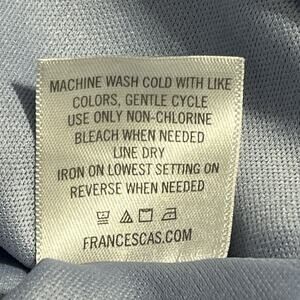 MACHINE WASH COLD WITH LIKE
COLORS, GENTLE CYCLE
USE ONLY NON-CHLORINE
BLEACH WHEN NEEDED
LINE DRY
IRON ON LOWEST SETTING ON
REVERSE WHEN NEEDED
FRANCESCAS.COM